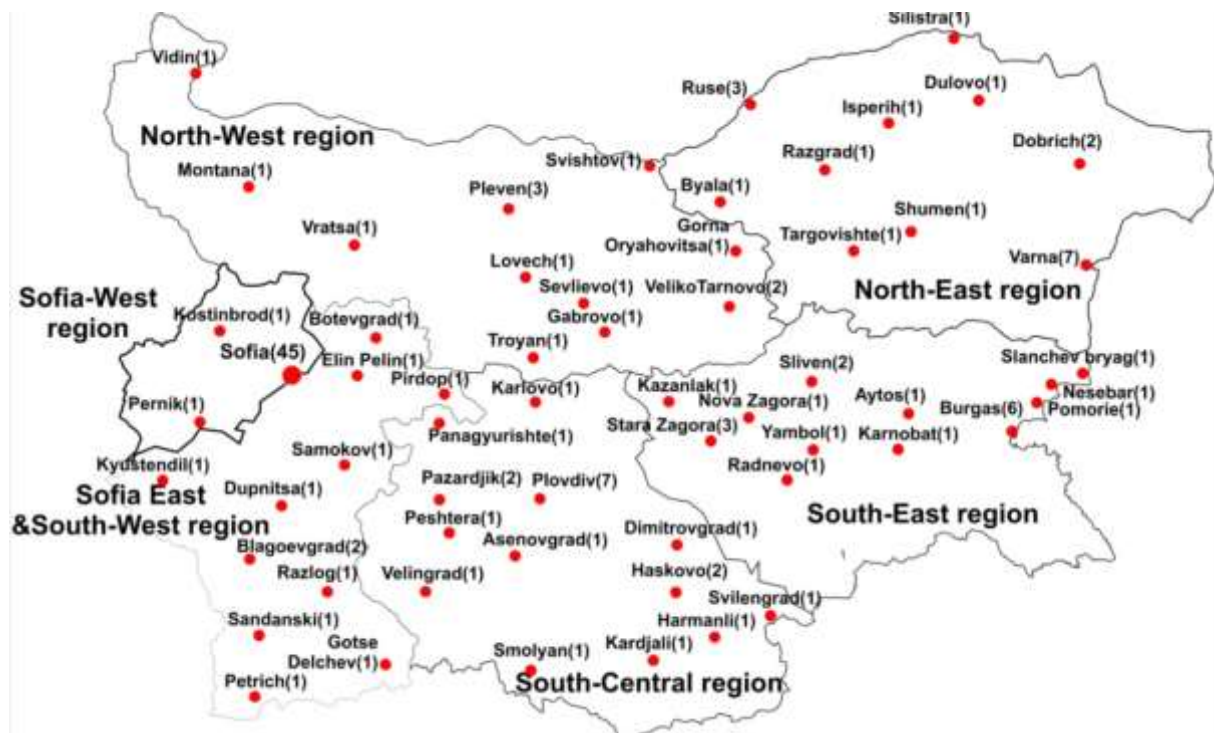 Silistra(1)
Vidin(1)
Ruse(3)
Dulovo(1)
Isperih(1)
North-West region
Dobrich(2)
Svishtov(1)
Razgrad(1)
Montana(1)
Pleven(3)
Byala(1)
Shumen(1)
Gorna
Oryahovitsa(1)
Targovishte(1)
Vratsa(1)
Varna(7)
Lovech(1)
Sevlievo(1)
VelikoTarnovo(2)
North-East region
Sofia-West
region
Kostinbrod(1)
Botevgrad(1)
Gabrovo(1)
Troyan(1)
Sofia(45)
Elin Pelin(1)
Pirdop(1)
Karlovo(1)
Kazanlak(1)
Sliven(2)
Slanchev bryag(1)
Nesebar(1)
Pomorie(1)
Nova Zagora(1)
Aytos(1)
Burgas(6)
Pernik(1)
Panagyurishte(1)
Stara Zagora(3)
Yambol(1)
Karnobat(1)
Samokov(1)
Kyustendil(1)
Radnevo(1)
Sofia East
&South-West region
Dupnitsa(1)
Pazardjik(2)
Plovdiv(7)
South-East region
Peshtera(1)
Asenovgrad(1)
Dimitrovgrad(1)
Blagoevgrad(2)
Razlog(1)
Velingrad(1)
Haskovo(2)
Svilengrad(1)
Sandanski(1)
Harmanli(1)
Gotse
Delchev(1)
Smolyan(1)
Kardjali(1)
Petrich(1)
South-Central region